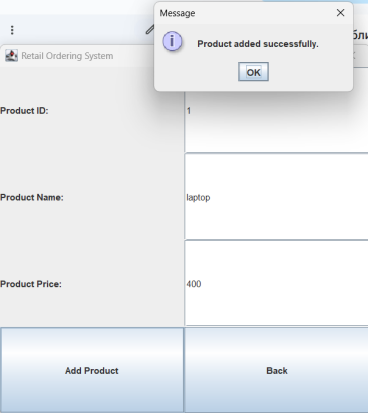 Message
Product added successfully.
OK
Retail Ordering System
Product ID:
1
Product Name:
laptop
Product Price:
400
Add Product
Back